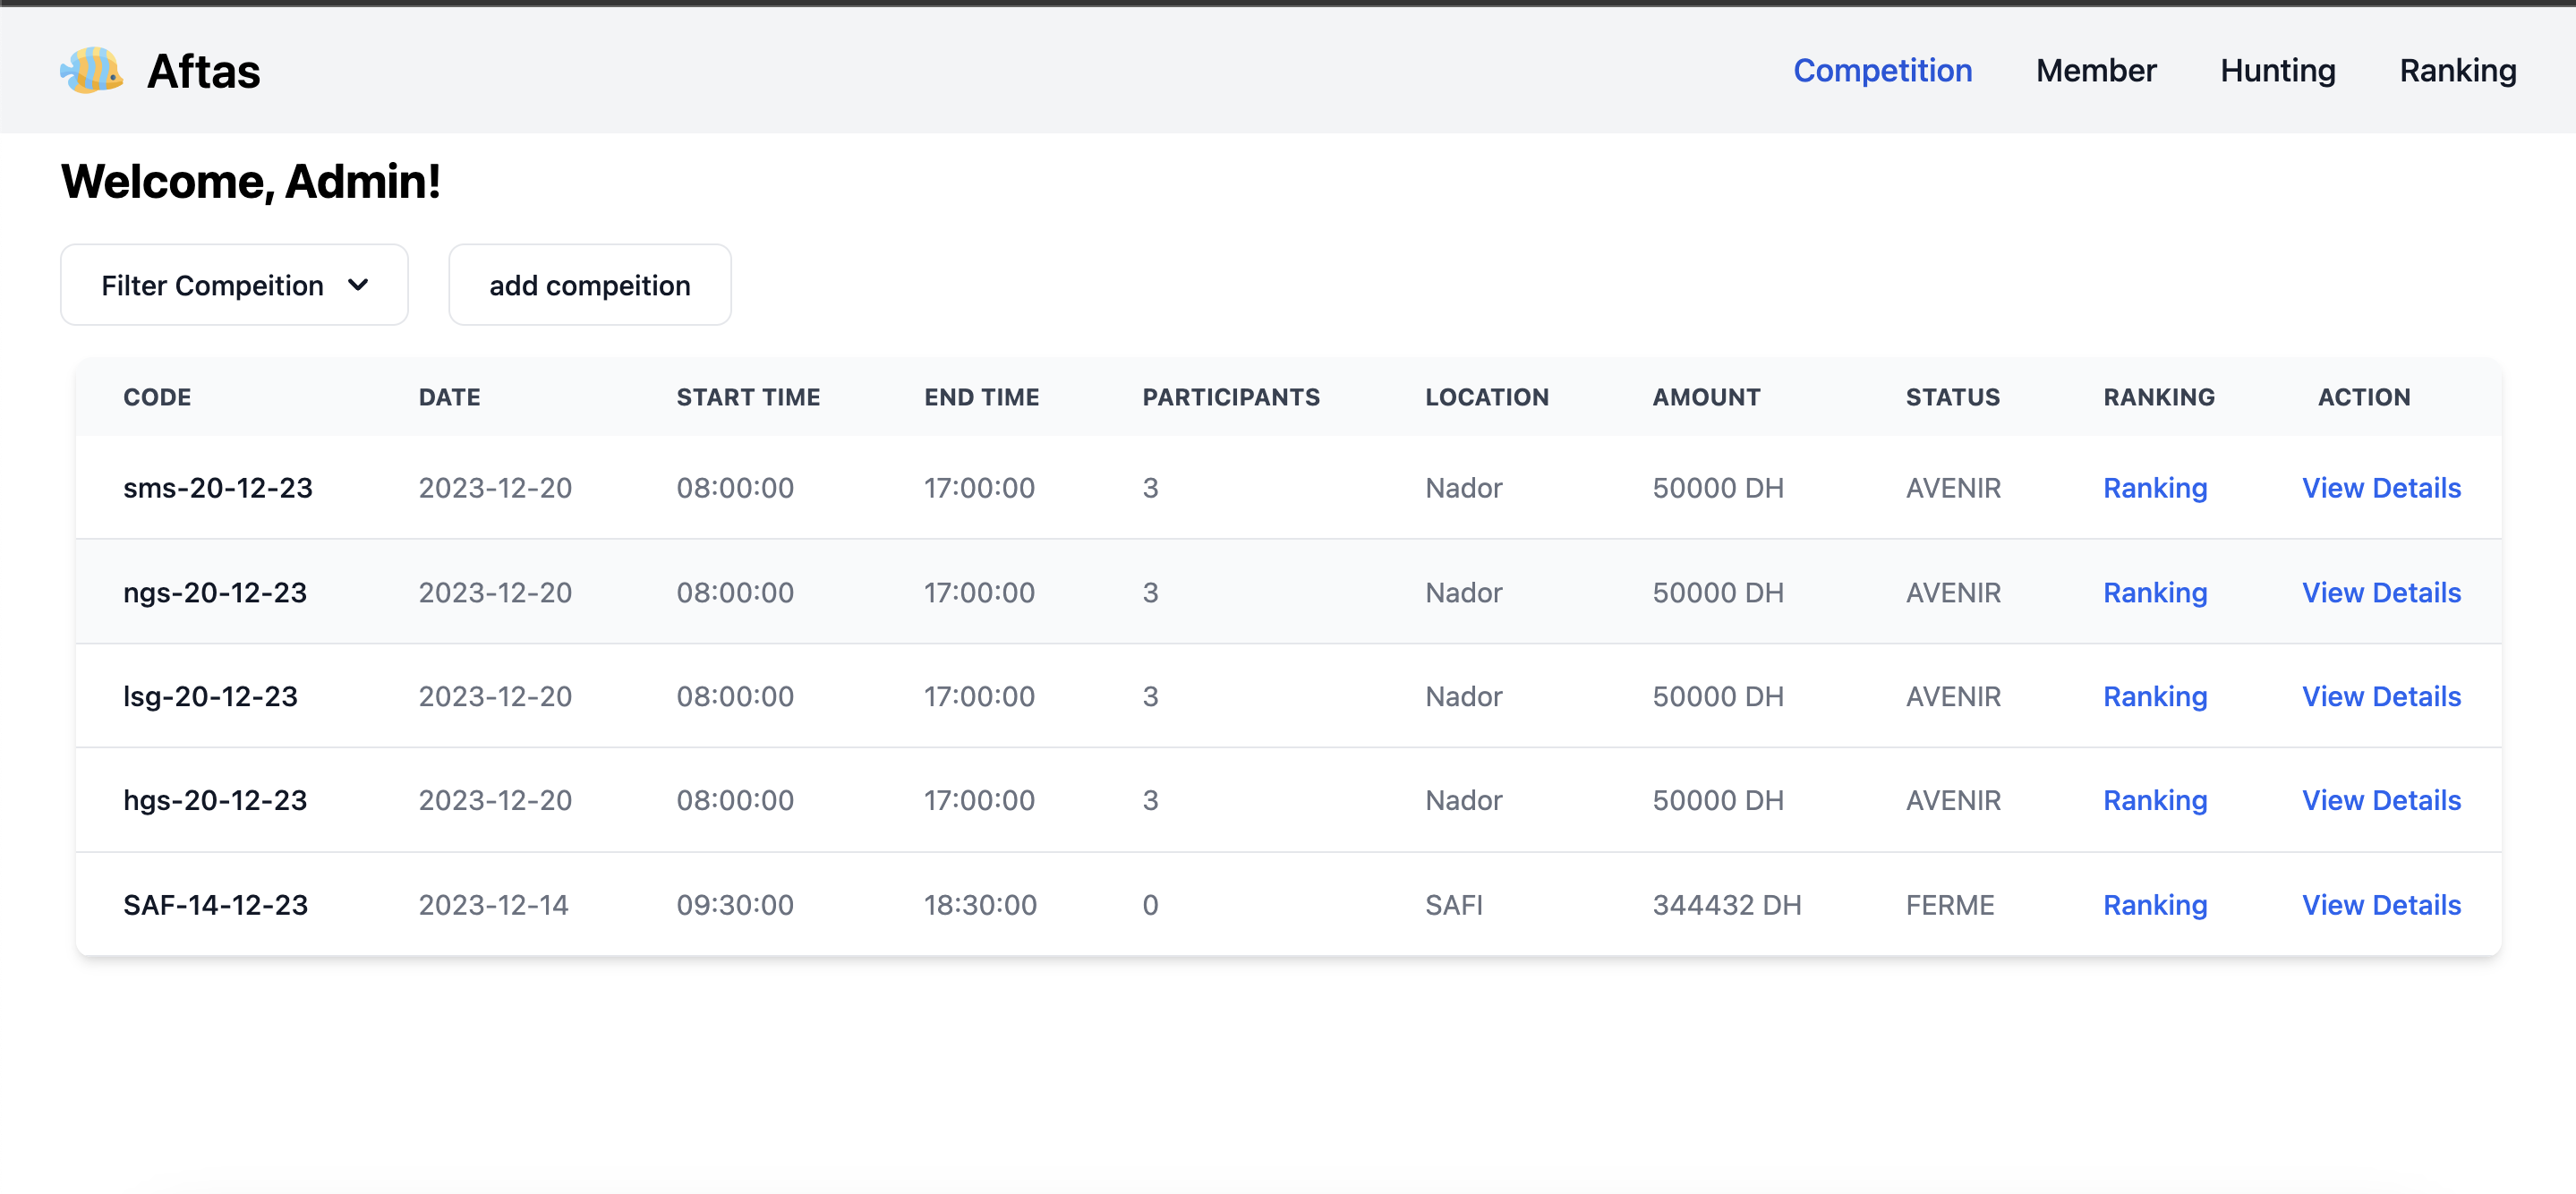 Aftas Competition Member Hunting Ranking
Welcome, Admin!
Filter Compeition add compeition
CODE DATE START TIME END TIME PARTICIPANTS LOCATION AMOUNT STATUS RANKING ACTION
sms-20-12-23 2023-12-20 08:00:00 17:00:00 3 Nador 50000 DH AVENIR Ranking View Details
ngs-20-12-23 2023-12-20 08:00:00 17:00:00 3 Nador 50000 DH AVENIR Ranking View Details
lsg-20-12-23 2023-12-20 08:00:00 17:00:00 3 Nador 50000 DH AVENIR Ranking View Details
hgs-20-12-23 2023-12-20 08:00:00 17:00:00 3 Nador 50000 DH AVENIR Ranking View Details
SAF-14-12-23 2023-12-14 09:30:00 18:30:00 0 SAFI 344432 DH FERME Ranking View Details